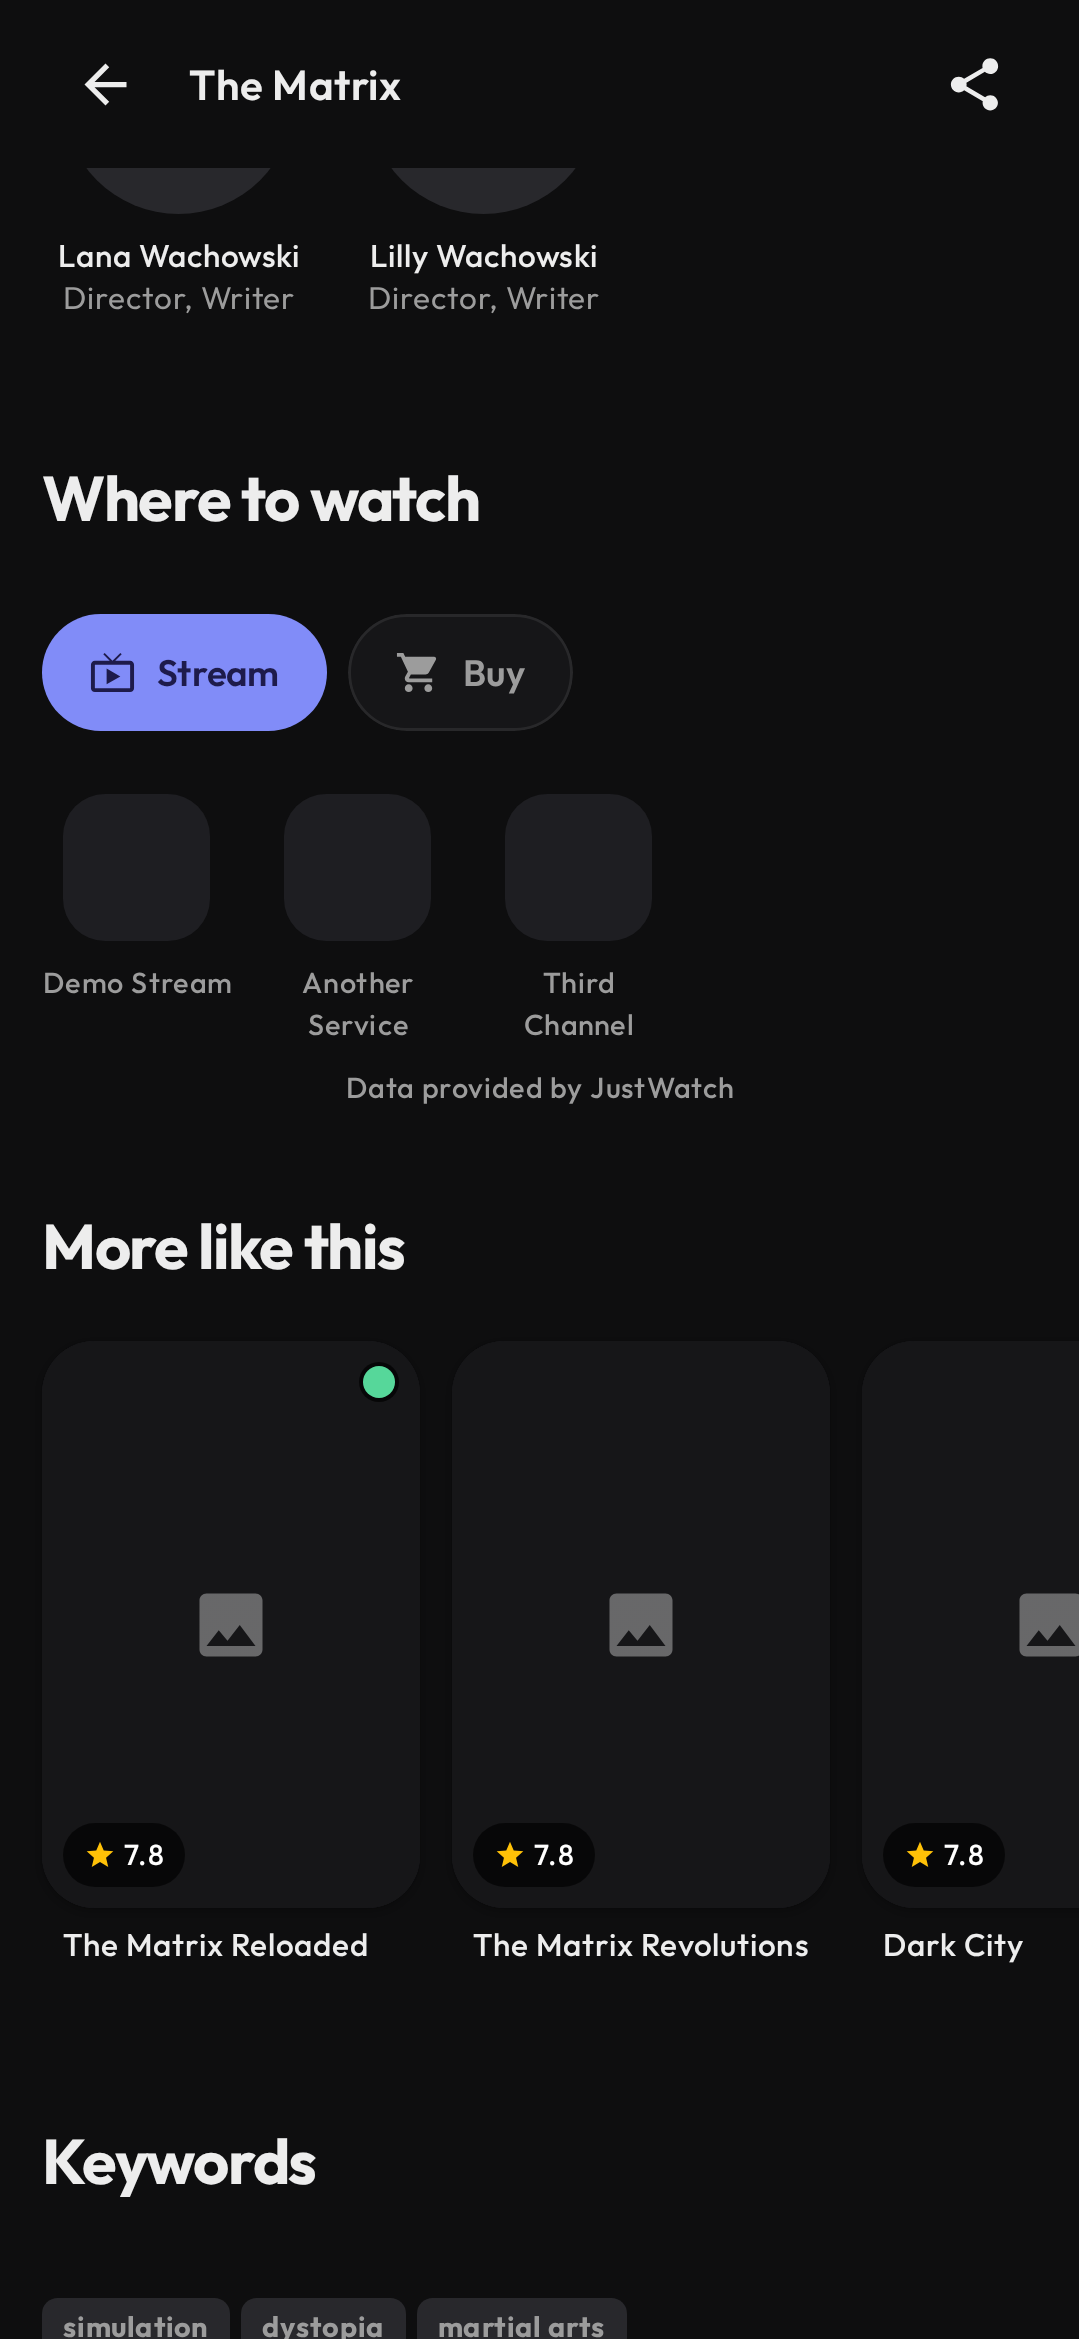 The Matrix
Lana Wachowski
Director, Writer
Lilly Wachowski
Director, Writer
Where to watch
Stream
Buy
Demo Stream
Another
Service
Third
Channel
Data provided by JustWatch
More like this
7.8
The Matrix Reloaded
7.8
The Matrix Revolutions
7.8
Dark City
Keywords
simulation
dystopia
martial arts